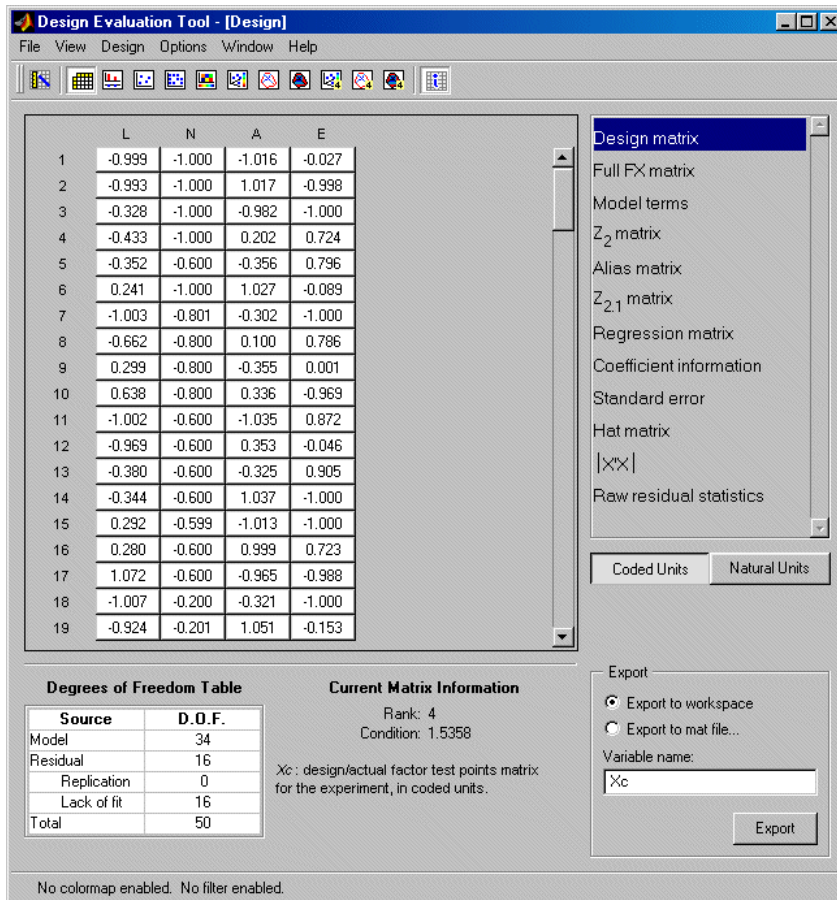 Design Evaluation Tool - [Design]
File View Design Options Window Help
L N A E
1 -0.999 -1.000 -1.016 -0.027
2 -0.993 -1.000 1.017 -0.998
3 -0.328 -1.000 -0.982 -1.000
4 -0.433 -1.000 0.202 0.724
5 -0.352 -0.600 -0.356 0.796
6 0.241 -1.000 1.027 -0.089
7 -1.003 -0.801 -0.302 -1.000
8 -0.662 -0.800 0.100 0.786
9 0.299 -0.800 -0.355 0.001
10 0.638 -0.800 0.336 -0.969
11 -1.002 -0.600 -1.035 0.872
12 -0.969 -0.600 0.353 -0.046
13 -0.380 -0.600 -0.325 0.905
14 -0.344 -0.600 1.037 -1.000
15 0.292 -0.599 -1.013 -1.000
16 0.280 -0.600 0.999 0.723
17 1.072 -0.600 -0.965 -0.988
18 -1.007 -0.200 -0.321 -1.000
19 -0.924 -0.201 1.051 -0.153
Design matrix
Full FX matrix
Model terms
Z2 matrix
Alias matrix
Z2.1 matrix
Regression matrix
Coefficient information
Standard error
Hat matrix
|X'X|
Raw residual statistics
Coded Units Natural Units
Degrees of Freedom Table
Source D.O.F.
Model 34
Residual 16
Replication 0
Lack of fit 16
Total 50
Current Matrix Information
Rank: 4
Condition: 1.5358
Xc : design/actual factor test points matrix
for the experiment, in coded units.
Export
Export to workspace
Export to mat file...
Variable name:
Xc
Export
No colormap enabled. No filter enabled.